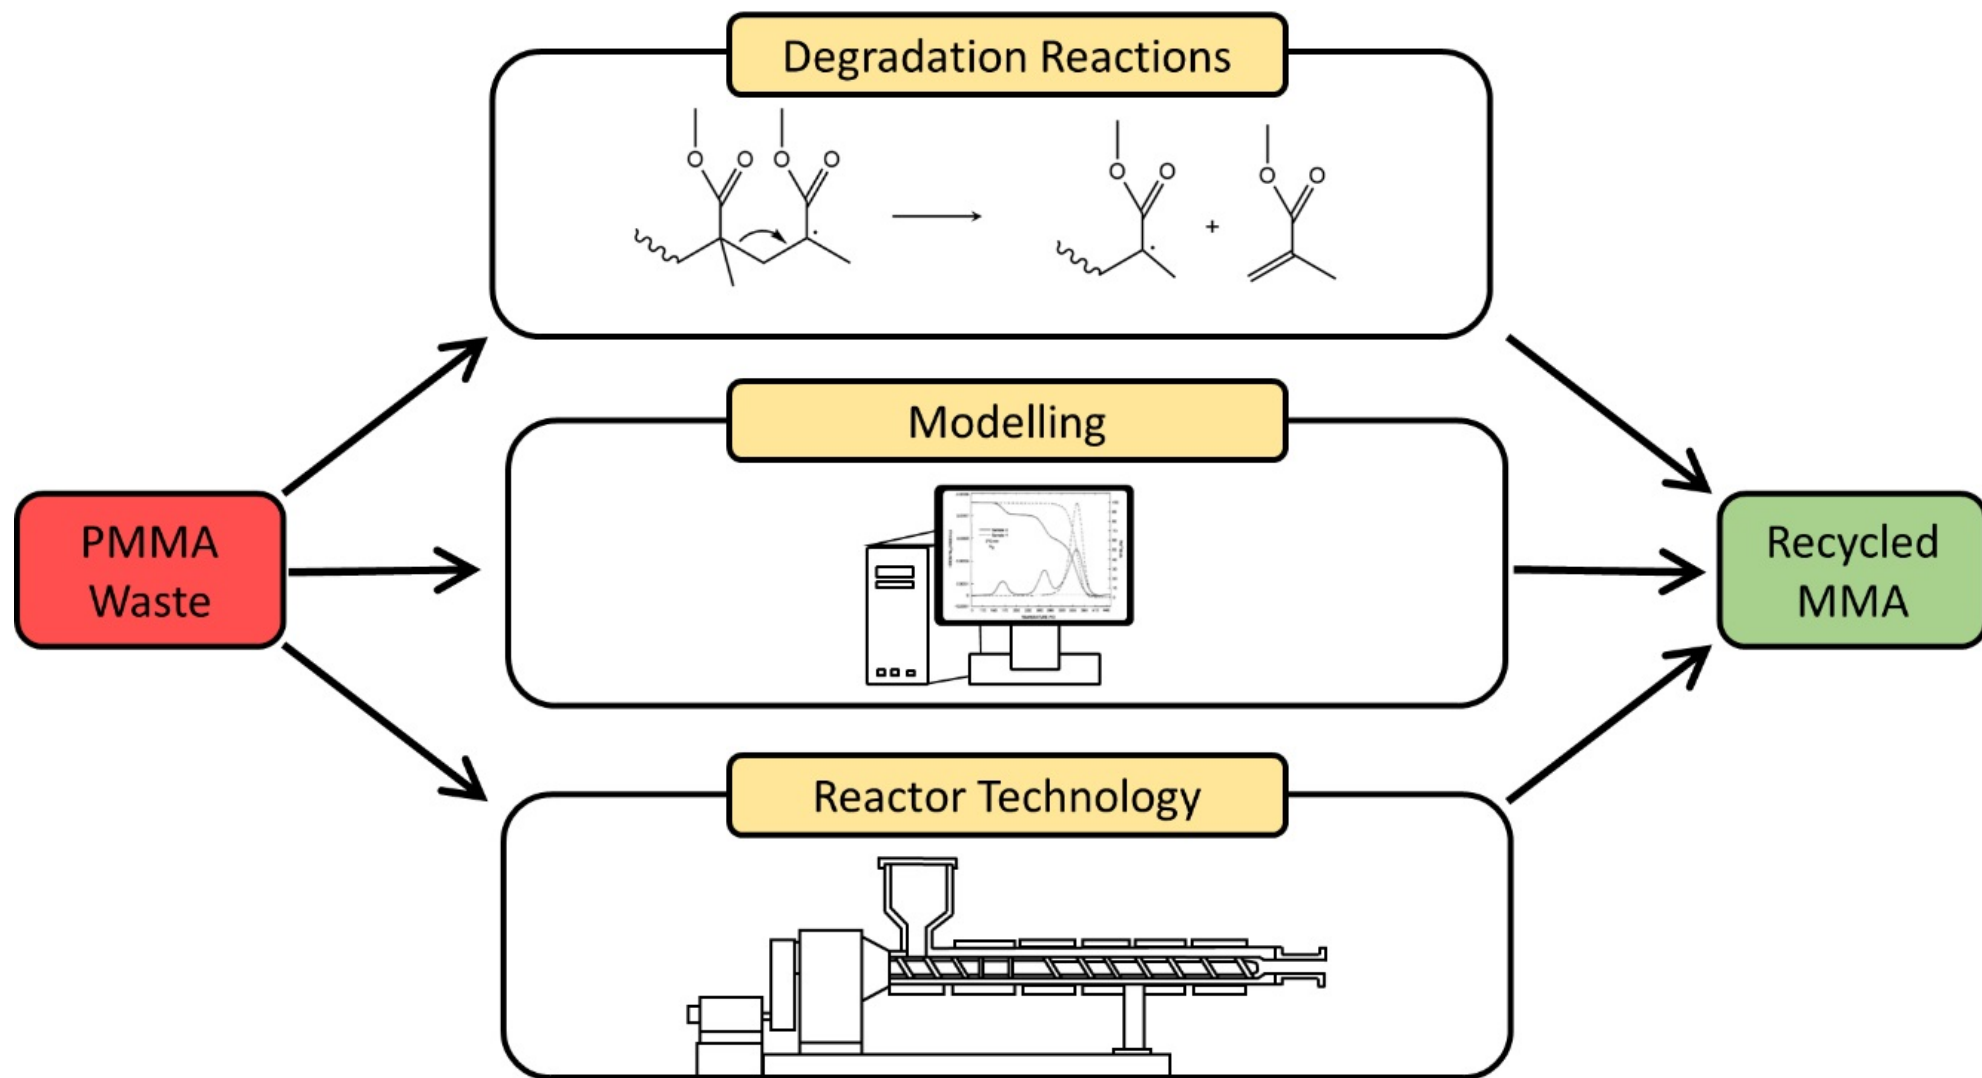 Degradation Reactions
O O O O
O O
O O
+
Modelling
PMMA
Waste
Recycled
MMA
Reactor Technology